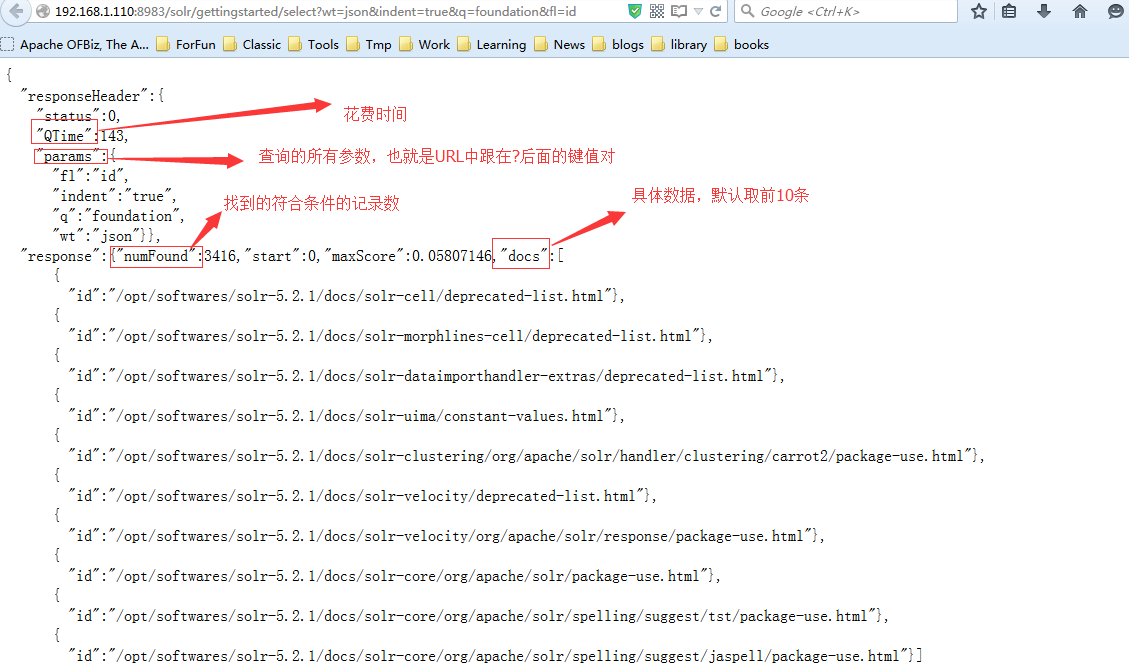 192.168.1.110:8983/solr/gettingstarted/select?wt=json&indent=true&q=foundation&fl=id
Google <Ctrl+K>
Apache OFBiz, The A... ForFun Classic Tools Tmp Work Learning News blogs library books
{
"responseHeader":{
"status":0,
花费时间
"QTime":143,
"params":{
查询的所有参数，也就是URL中跟在?后面的键值对
"fl":"id",
"indent":"true",
具体数据，默认取前10条
找到的符合条件的记录数
"q":"foundation",
"wt":"json"}},
"response":{"numFound":3416,"start":0,"maxScore":0.05807146,"docs":[
{
"id":"/opt/softwares/solr-5.2.1/docs/solr-cell/deprecated-list.html"},
{
"id":"/opt/softwares/solr-5.2.1/docs/solr-morphlines-cell/deprecated-list.html"},
{
"id":"/opt/softwares/solr-5.2.1/docs/solr-dataimporthandler-extras/deprecated-list.html"},
{
"id":"/opt/softwares/solr-5.2.1/docs/solr-uima/constant-values.html"},
{
"id":"/opt/softwares/solr-5.2.1/docs/solr-clustering/org/apache/solr/handler/clustering/carrot2/package-use.html"},
{
"id":"/opt/softwares/solr-5.2.1/docs/solr-velocity/deprecated-list.html"},
{
"id":"/opt/softwares/solr-5.2.1/docs/solr-velocity/org/apache/solr/response/package-use.html"},
{
"id":"/opt/softwares/solr-5.2.1/docs/solr-core/org/apache/solr/package-use.html"},
{
"id":"/opt/softwares/solr-5.2.1/docs/solr-core/org/apache/solr/spelling/suggest/tst/package-use.html"},
{
"id":"/opt/softwares/solr-5.2.1/docs/solr-core/org/apache/solr/spelling/suggest/jaspell/package-use.html"}]